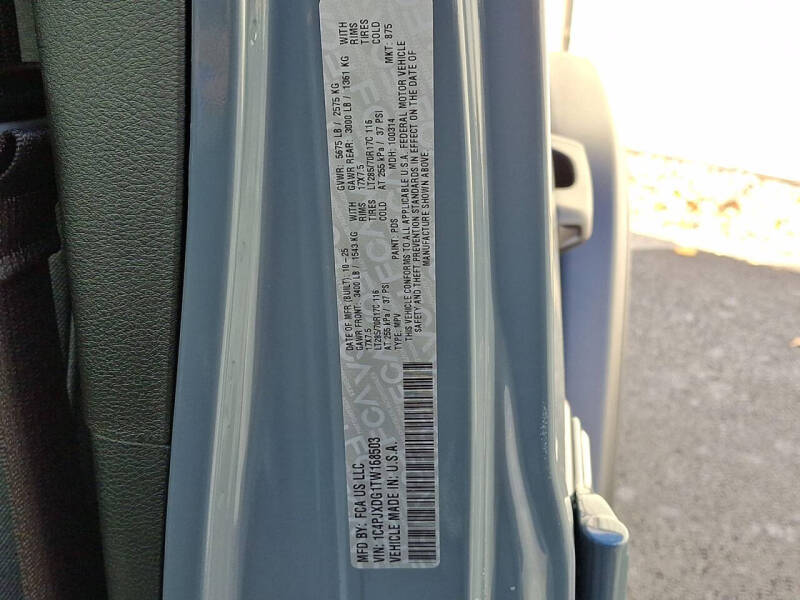 MFD BY: FCA US LLC
VIN: 1C4PJXDG1TW168503
VEHICLE MADE IN: U.S.A.
DATE OF MFR (BUILT): 10-25
GAWR FRONT: 3400 LB / 1543 KG WITH
17X7.5 RIMS
LT285/70R17C 116 TIRES
AT 255 kPa / 37 PSI COLD
TYPE: MPV PAINT: PDS
GVWR: 5675 LB / 2575 KG
GAWR REAR: 3000 LB / 1361 KG WITH
17X7.5 RIMS
LT285/70R17C 116 TIRES
AT 255 kPa / 37 PSI COLD
MDH: 100314 MKT: 875
THIS VEHICLE CONFORMS TO ALL APPLICABLE U.S.A. FEDERAL MOTOR VEHICLE
SAFETY AND THEFT PREVENTION STANDARDS IN EFFECT ON THE DATE OF
MANUFACTURE SHOWN ABOVE